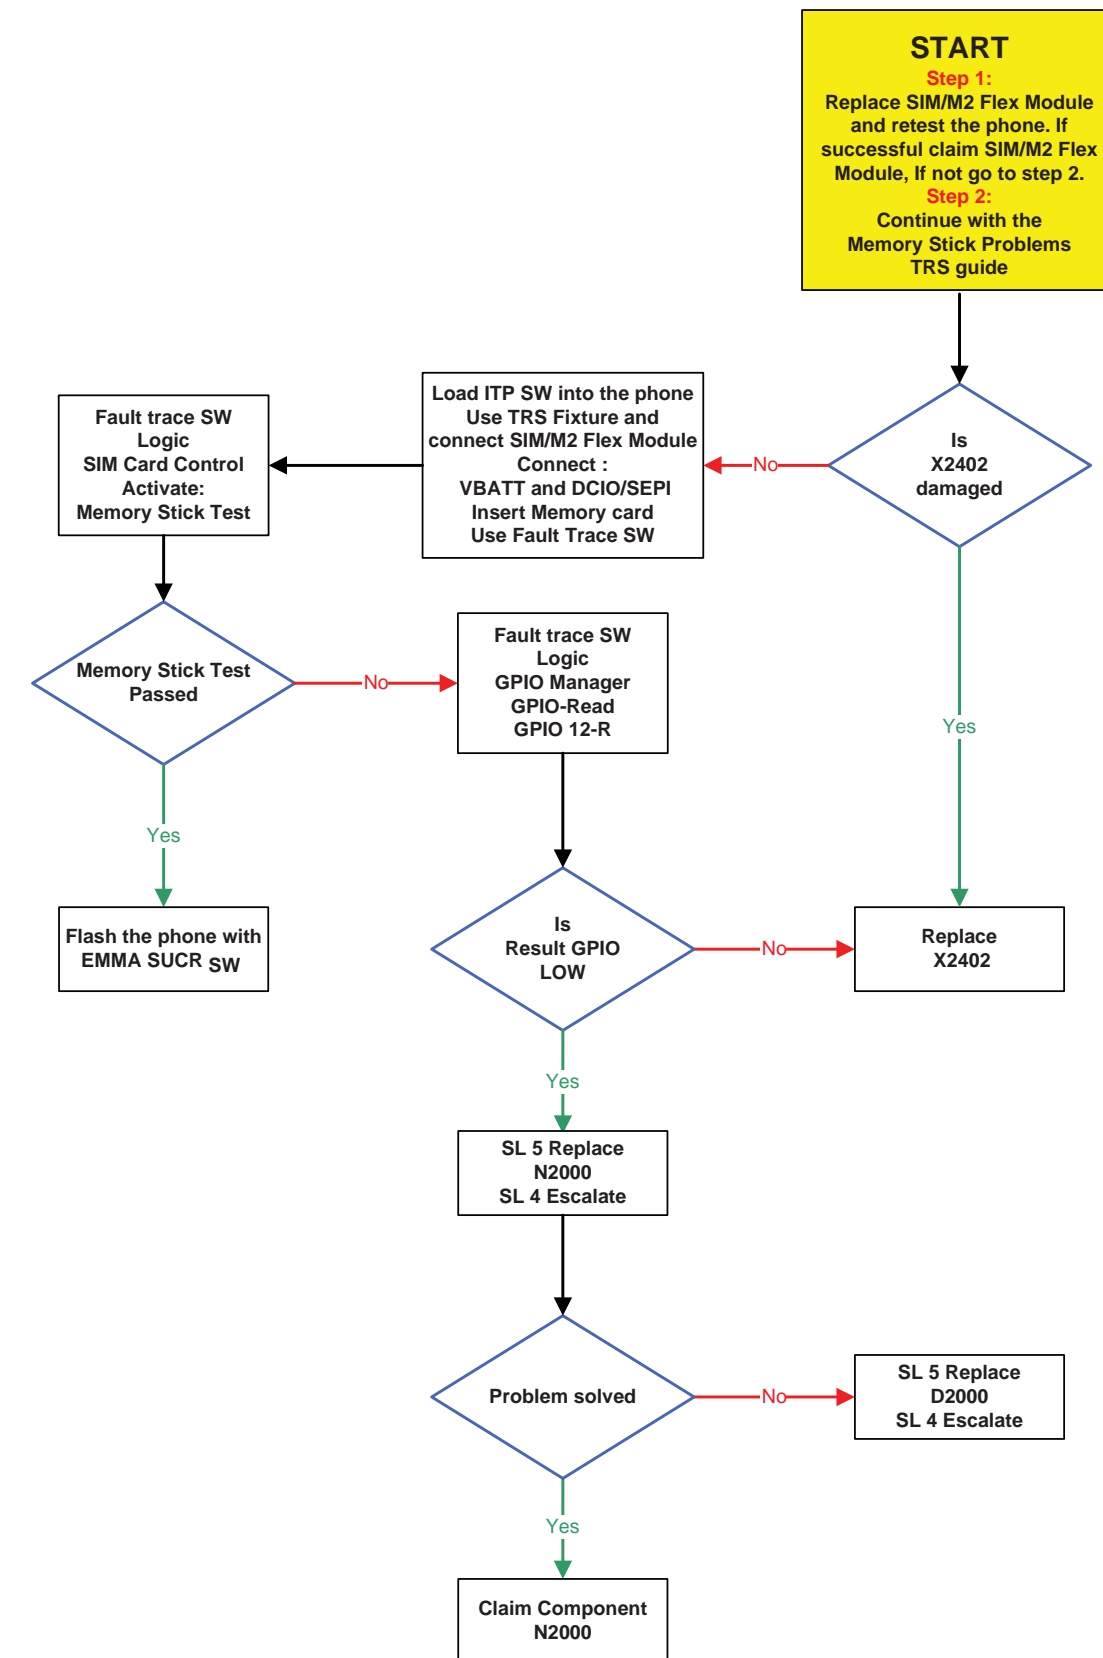 START
Step 1:
Replace SIM/M2 Flex Module
and retest the phone. If
successful claim SIM/M2 Flex
Module, If not go to step 2.
Step 2:
Continue with the
Memory Stick Problems
TRS guide
Is
X2402
damaged
No
Yes
Load ITP SW into the phone
Use TRS Fixture and
connect SIM/M2 Flex Module
Connect :
VBATT and DCIO/SEPI
Insert Memory card
Use Fault Trace SW
Fault trace SW
Logic
SIM Card Control
Activate:
Memory Stick Test
Memory Stick Test
Passed
No
Yes
Fault trace SW
Logic
GPIO Manager
GPIO-Read
GPIO 12-R
Flash the phone with
EMMA SUCR SW
Is
Result GPIO
LOW
No
Yes
Replace
X2402
SL 5 Replace
N2000
SL 4 Escalate
Problem solved
No
Yes
SL 5 Replace
D2000
SL 4 Escalate
Claim Component
N2000